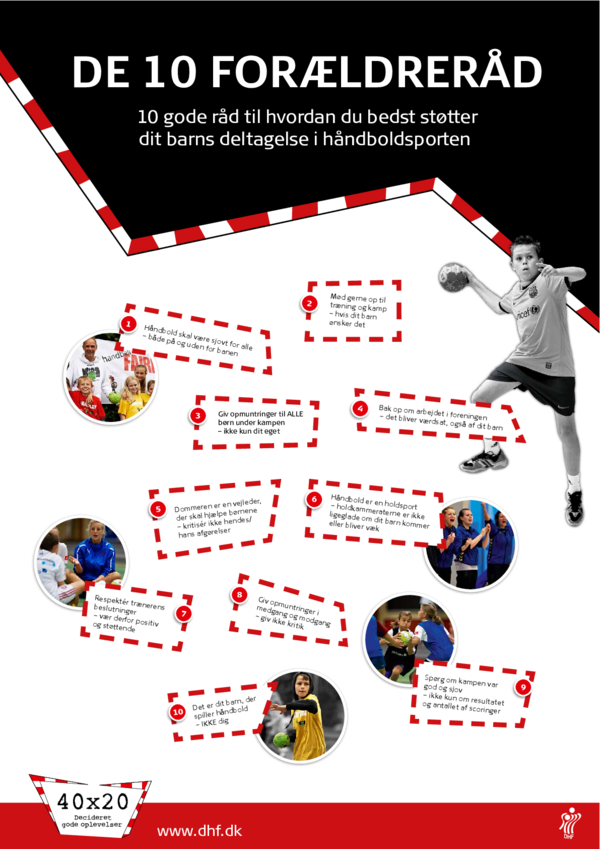 DE 10 FORÆLDRERÅD
10 gode råd til hvordan du bedst støtter
dit barns deltagelse i håndboldsporten
1
Håndbold skal være sjovt for alle
– både på og uden for banen
2
Mød gerne op til
træning og kamp
– hvis dit barn
ønsker det
3
Giv opmuntringer til ALLE
børn under kampen
– ikke kun dit eget
4
Bak op om arbejdet i foreningen
– det bliver værdsat, også af dit barn
5
Dommeren er en vejleder,
der skal hjælpe børnene
– kritisér ikke hendes/
hans afgørelser
6
Håndbold er en holdsport
– holdkammeraterne er ikke
ligeglade om dit barn kommer
eller bliver væk
7
Respektér trænerens
beslutninger
– vær derfor positiv
og støttende
8
Giv opmuntringer i
medgang og modgang
– giv ikke kritik
9
Spørg om kampen var
god og sjov
– ikke kun om resultatet
og antallet af scoringer
10
Det er dit barn, der
spiller håndbold
– IKKE dig
unicef
40x20
Decideret
gode oplevelser
www.dhf.dk
DHF